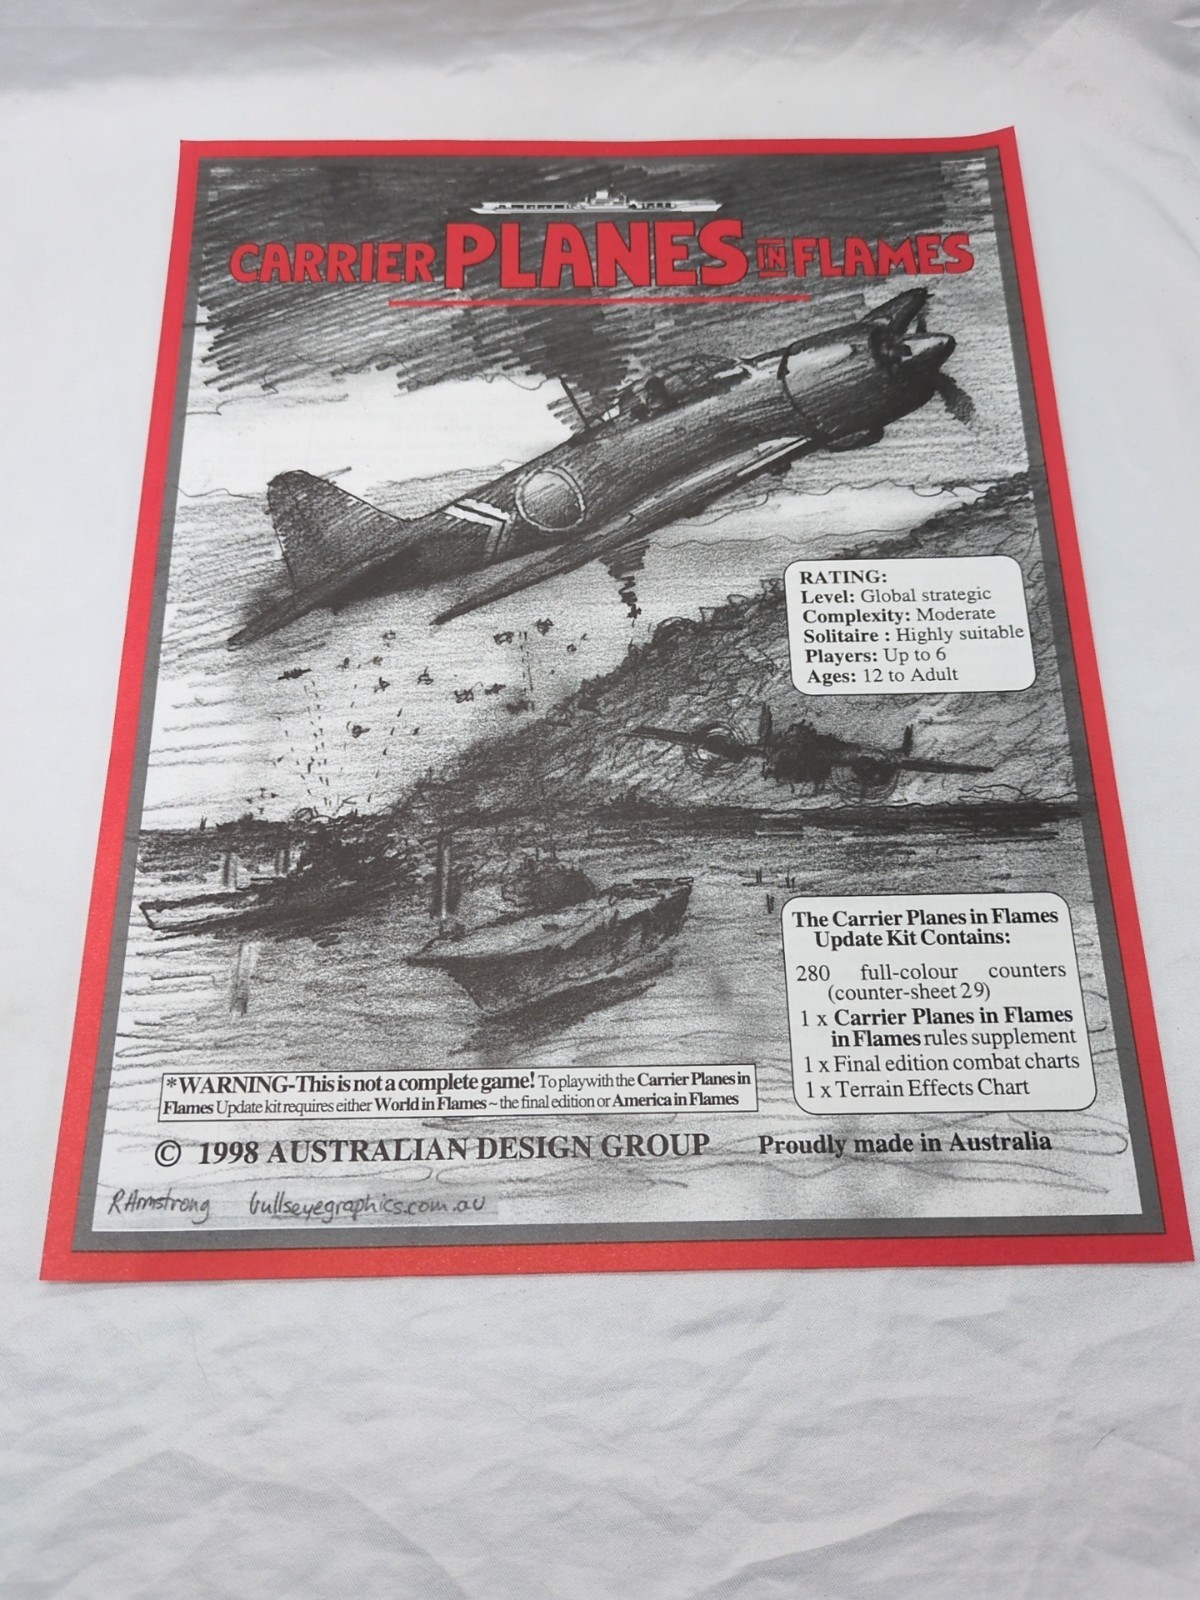 CARRIER PLANES IN FLAMES
RATING:
Level: Global strategic
Complexity: Moderate
Solitaire : Highly suitable
Players: Up to 6
Ages: 12 to Adult
The Carrier Planes in Flames
Update Kit Contains:
280 full-colour counters
(counter-sheet 29)
1 x Carrier Planes in Flames
in Flames rules supplement
1 x Final edition combat charts
1 x Terrain Effects Chart
*WARNING-This is not a complete game! To play with the Carrier Planes in
Flames Update kit requires either World in Flames ~ the final edition or America in Flames
© 1998 AUSTRALIAN DESIGN GROUP Proudly made in Australia
R Armstrong bullseyegraphics.com.au